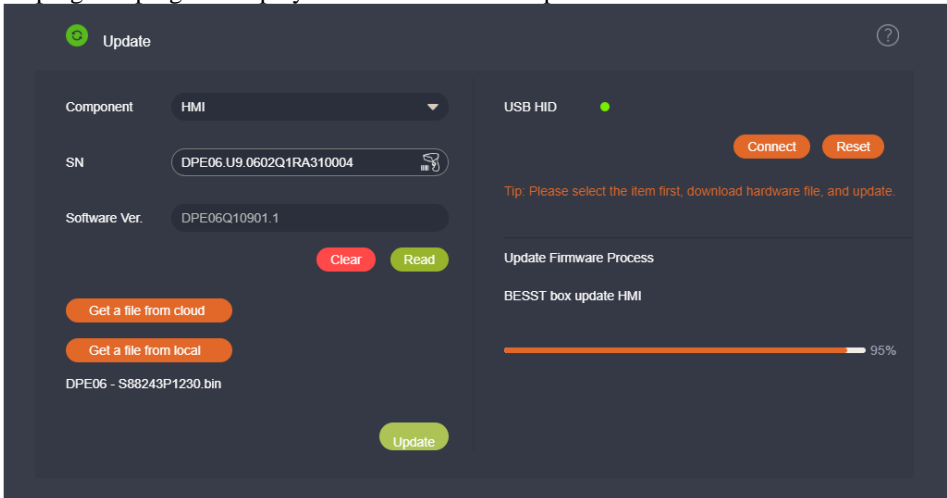 Update
?
Component HMI
SN DPE06.U9.0602Q1RA310004
Software Ver. DPE06Q10901.1
Clear Read
Get a file from cloud
Get a file from local
DPE06 - S88243P1230.bin
Update
USB HID
Connect Reset
Tip: Please select the item first, download hardware file, and update.
Update Firmware Process
BESST box update HMI
95%